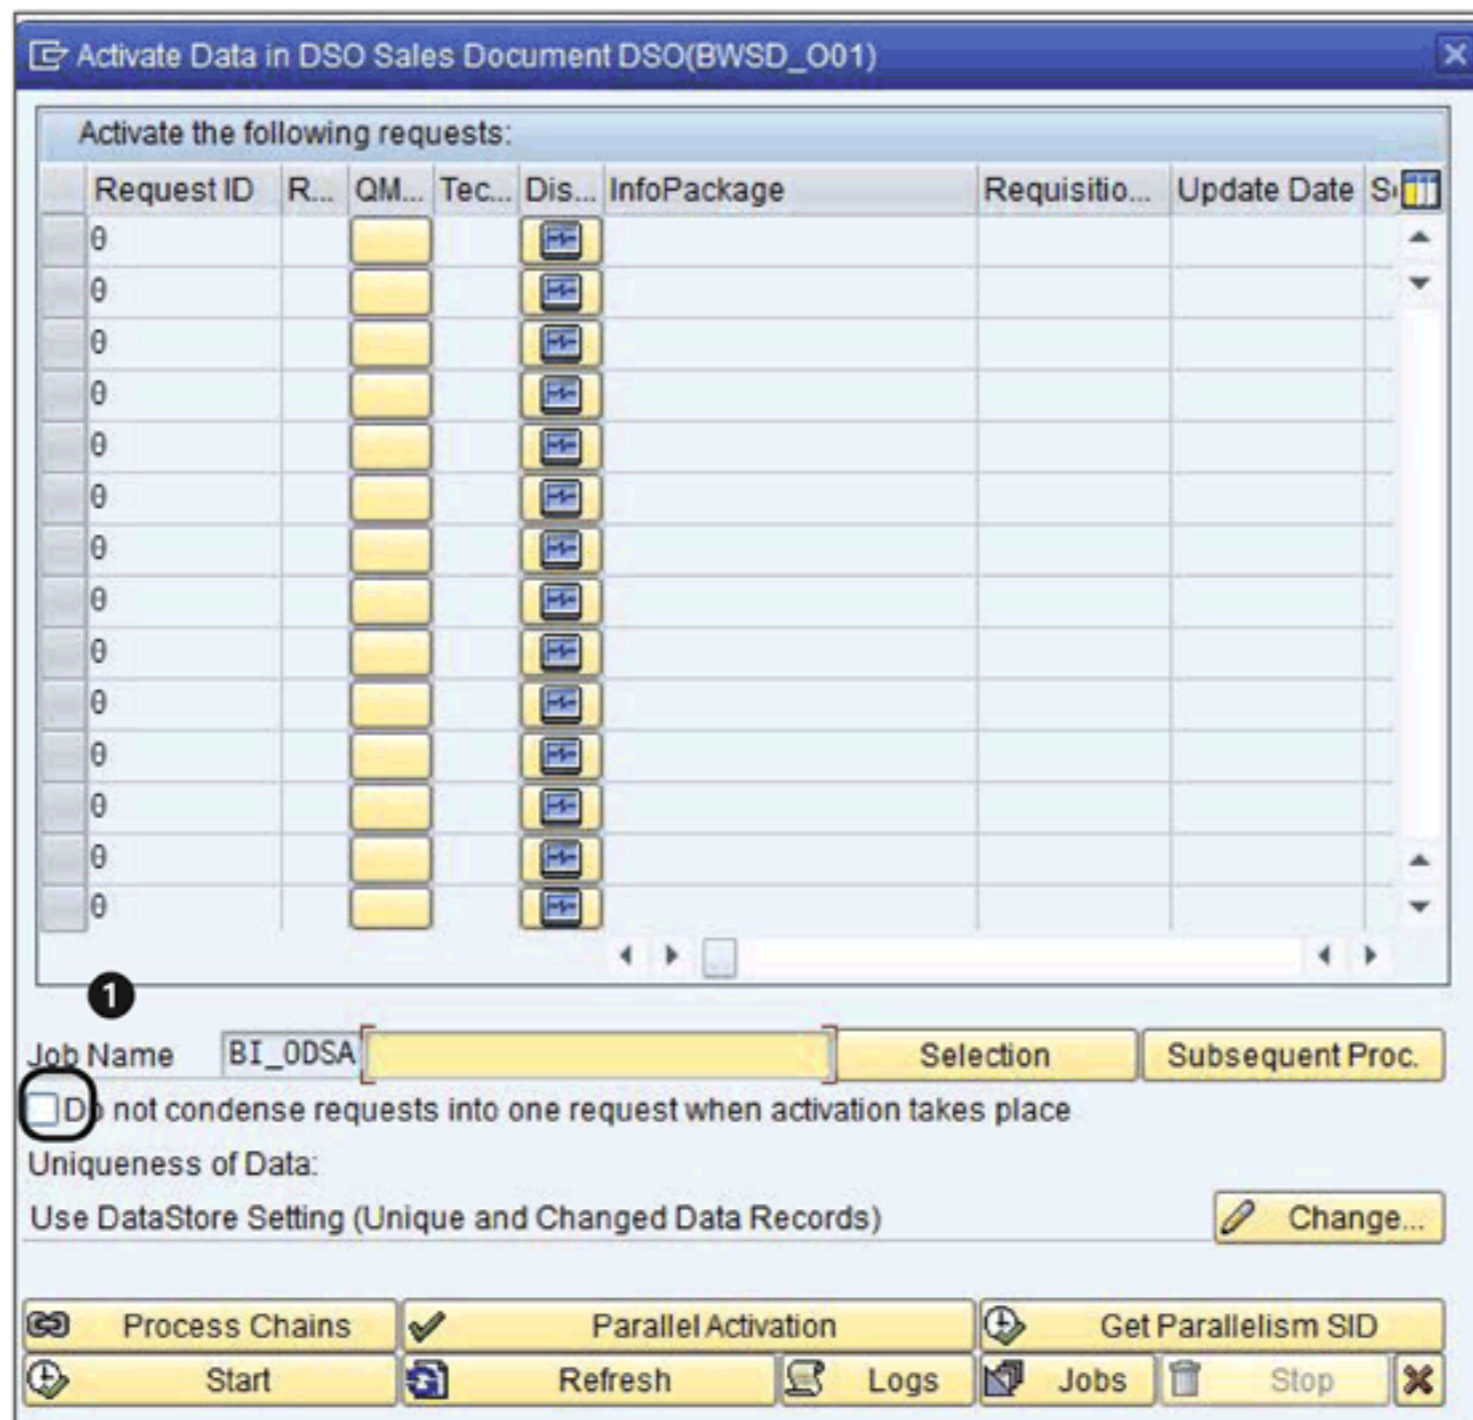 Activate Data in DSO Sales Document DSO(BWSD_O01)
Activate the following requests:
Request ID R... QM... Tec... Dis... InfoPackage Requisitio... Update Date S
0
0
0
0
0
0
0
0
0
0
0
0
0
0
1
Job Name BI_ODSA Selection Subsequent Proc.
Do not condense requests into one request when activation takes place
Uniqueness of Data:
Use DataStore Setting (Unique and Changed Data Records) Change...
Process Chains Parallel Activation Get Parallelism SID
Start Refresh Logs Jobs Stop